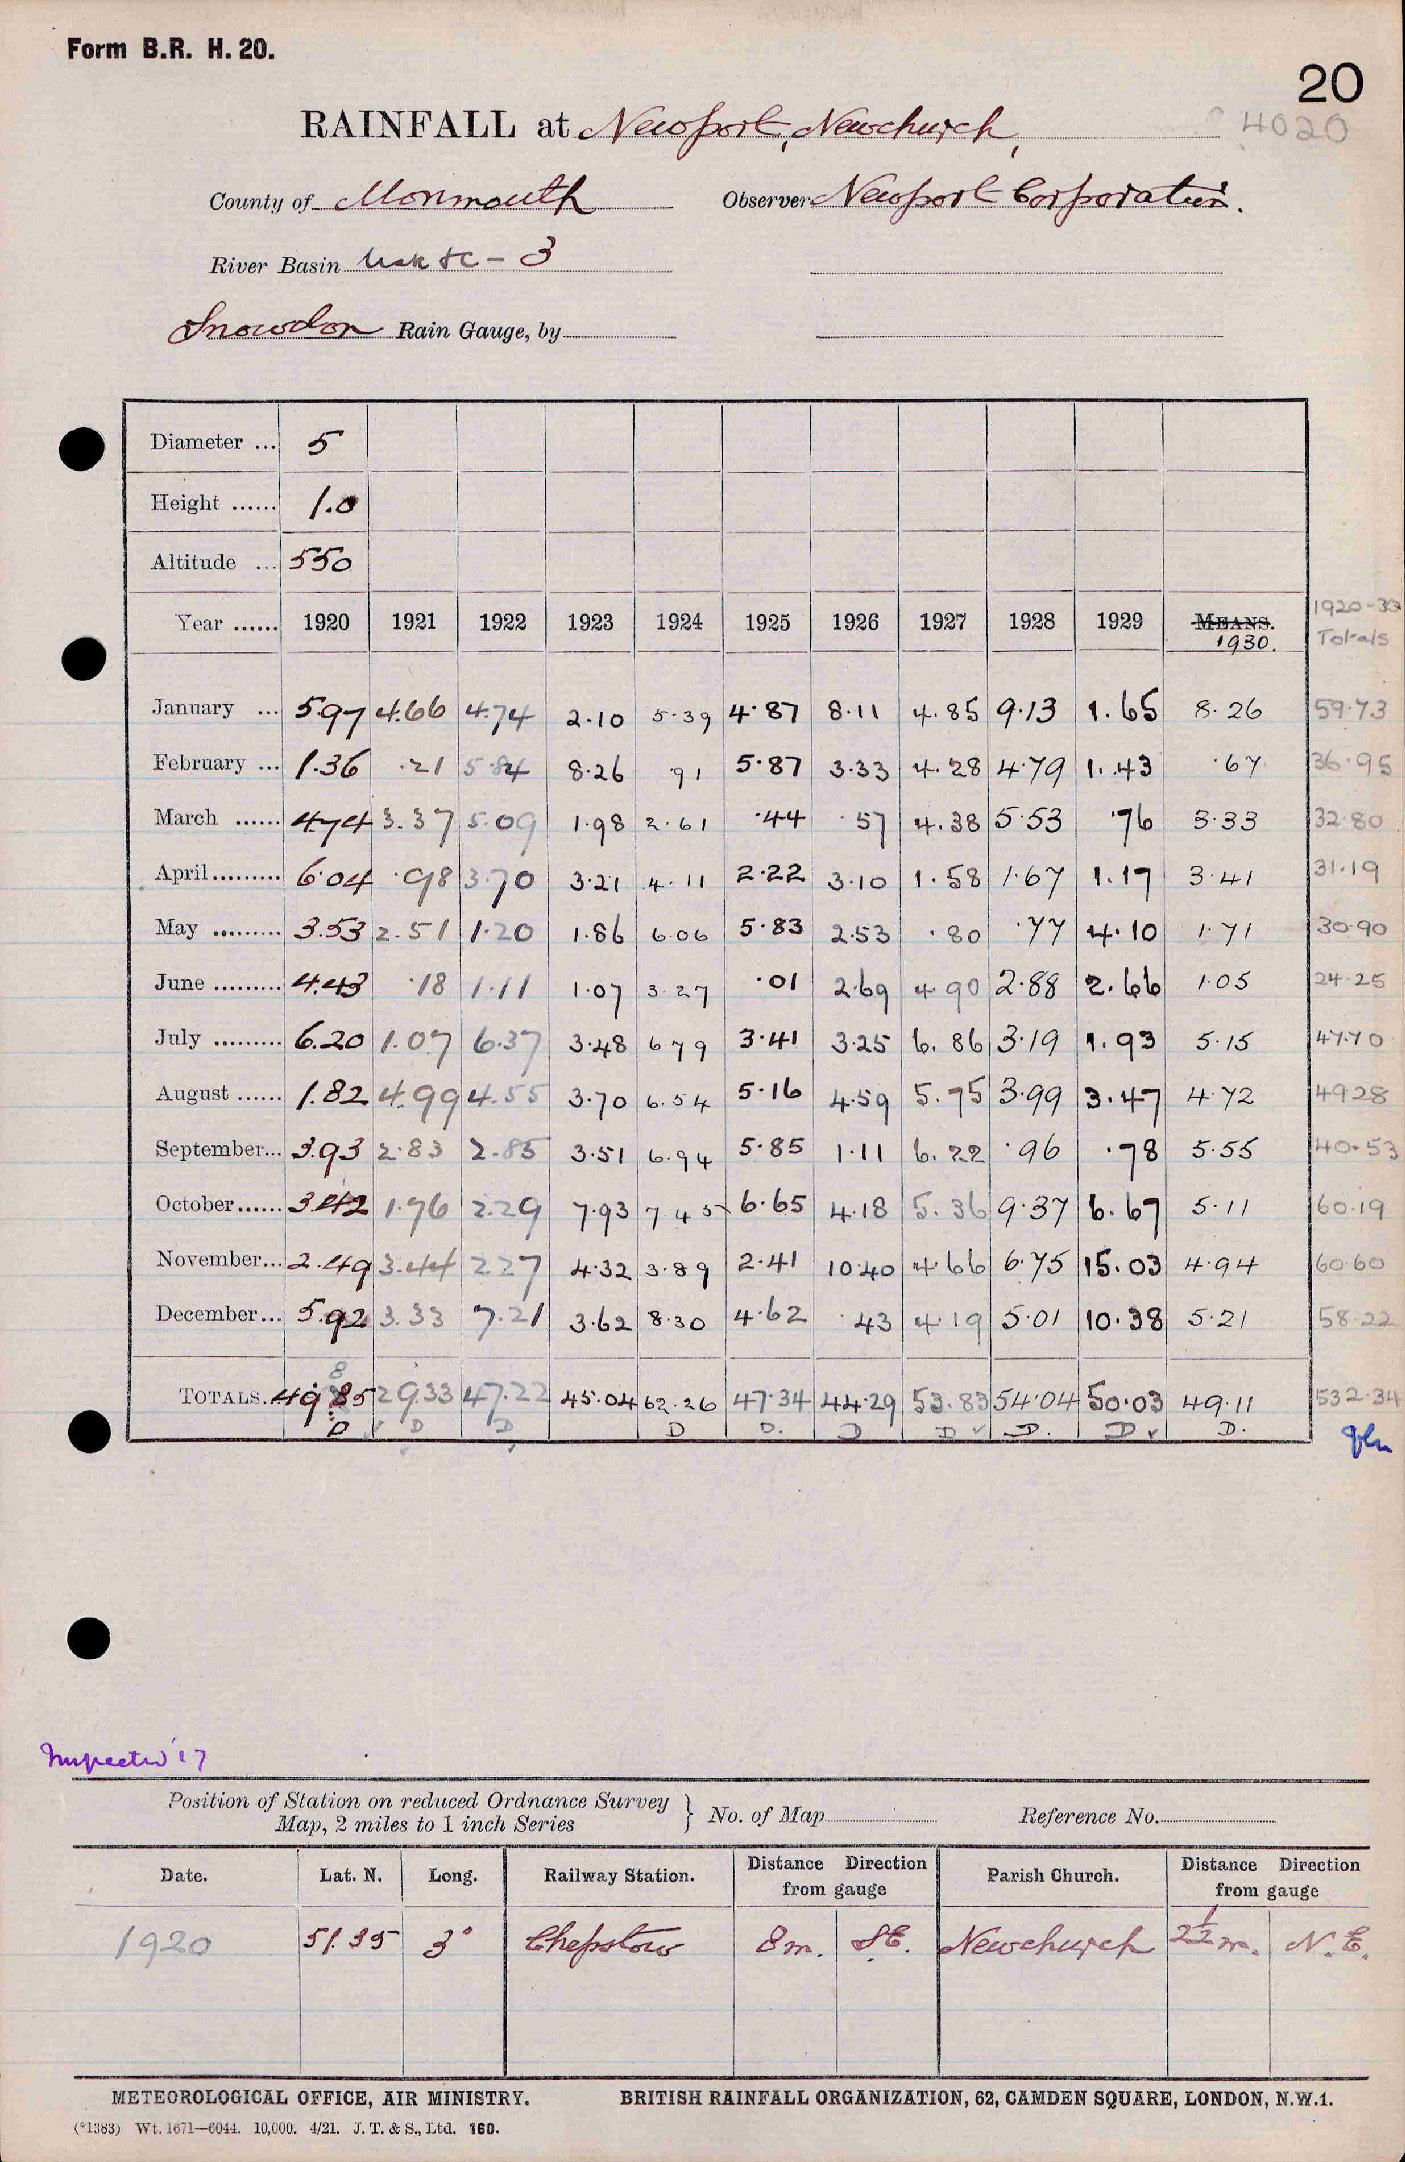 Form B.R. H. 20.
20
RAINFALL at Newport, Newchurch, 4020
County of Monmouth Observer Newport Corporation.
River Basin Usk &c - 3
Snowdon Rain Gauge, by
Diameter ... 5
Height ...... 1.0
Altitude ... 550
Year ...... 1920 1921 1922 1923 1924 1925 1926 1927 1928 1929 MEANS. 1930. 1920-30 Totals
January ... 5.97 4.66 4.74 2.10 5.39 4.87 8.11 4.85 9.13 1.65 8.26 59.73
February ... 1.36 .21 5.84 8.26 .91 5.87 3.33 4.28 4.79 1.43 .67 36.95
March ...... 4.74 3.37 5.09 1.98 2.61 .44 .57 4.38 5.53 .76 3.33 32.80
April ......... 6.04 .98 3.70 3.21 4.11 2.22 3.10 1.58 1.67 1.17 3.41 31.19
May ......... 3.53 2.51 1.20 1.86 6.06 5.83 2.53 .80 .77 4.10 1.71 30.90
June ......... 4.43 .18 1.11 1.07 3.27 .01 2.69 4.90 2.88 2.66 1.05 24.25
July ......... 6.20 1.07 6.37 3.48 6.79 3.41 3.25 6.86 3.19 1.93 5.15 47.70
August ...... 1.82 4.99 4.55 3.70 6.54 5.16 4.59 5.75 3.99 3.47 4.72 49.28
September... 3.93 2.83 2.85 3.51 6.94 5.85 1.11 6.22 .96 .78 5.55 40.53
October...... 3.42 1.76 2.29 7.93 7.45 6.65 4.18 5.36 9.37 6.67 5.11 60.19
November... 2.49 3.44 2.27 4.32 3.89 2.41 10.40 4.66 6.75 15.03 4.94 60.60
December... 5.92 3.33 7.21 3.62 8.30 4.62 .43 4.19 5.01 10.38 5.21 58.22
TOTALS. 49.85 29.33 47.22 45.04 62.26 47.34 44.29 53.83 54.04 50.03 49.11 532.34
D D D D D. D D D. D D.
Inspected '17
Position of Station on reduced Ordnance Survey
Map, 2 miles to 1 inch Series } No. of Map Reference No.
Date. Lat. N. Long. Railway Station. Distance Direction from gauge Parish Church. Distance Direction from gauge
1920 51.35 3° Chepstow 8 m. SE. Newchurch 2½ m. N.E.
METEOROLOGICAL OFFICE, AIR MINISTRY. BRITISH RAINFALL ORGANIZATION, 62, CAMDEN SQUARE, LONDON, N.W.1.
(*1383) Wt. 1671—6044. 10,000. 4/21. J. T. & S., Ltd. 160.